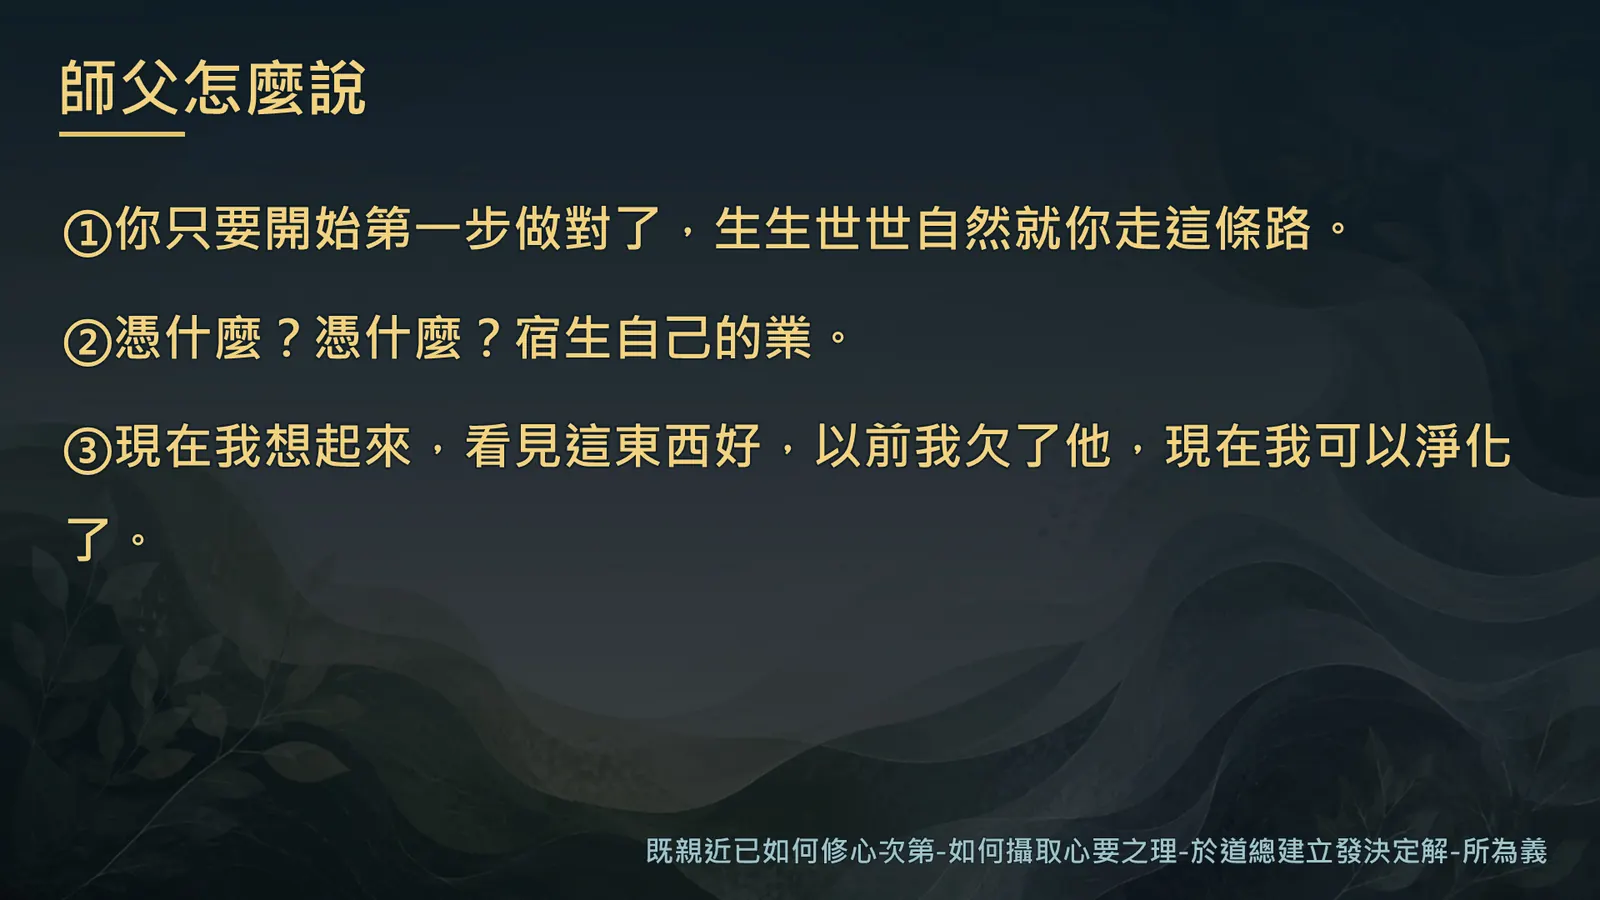 師父怎麼說
①你只要開始第一步做對了，生生世世自然就你走這條路。
②憑什麼？憑什麼？宿生自己的業。
③現在我想起來，看見這東西好，以前我欠了他，現在我可以淨化
了。
既親近已如何修心次第-如何攝取心要之理-於道總建立發決定解-所為義